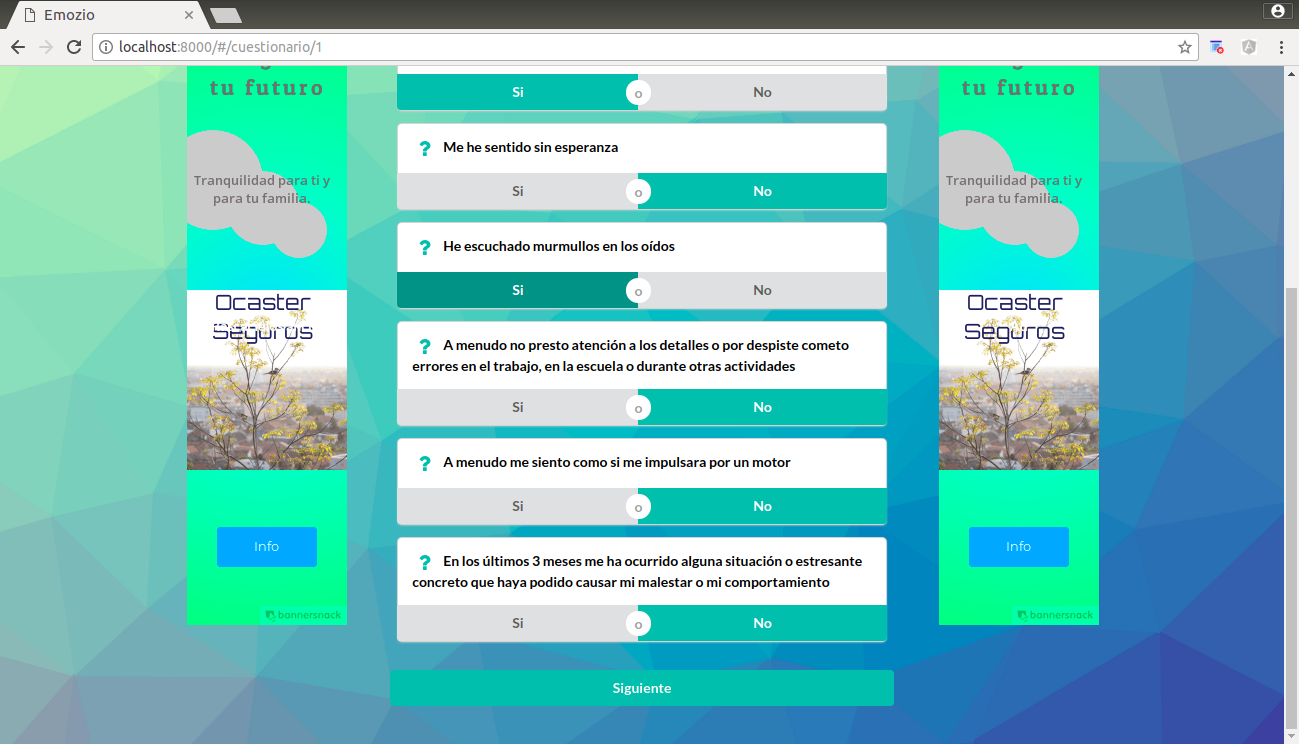 Emozio
localhost:8000/#/cuestionario/1
tu futuro
Tranquilidad para ti y
para tu familia.
Ocaster
Seguros
Info
bannersnack
Si
o
No
? Me he sentido sin esperanza
Si
o
No
? He escuchado murmullos en los oídos
Si
o
No
? A menudo no presto atención a los detalles o por despiste cometo
errores en el trabajo, en la escuela o durante otras actividades
Si
o
No
? A menudo me siento como si me impulsara por un motor
Si
o
No
? En los últimos 3 meses me ha ocurrido alguna situación o estresante
concreto que haya podido causar mi malestar o mi comportamiento
Si
o
No
Siguiente
tu futuro
Tranquilidad para ti y
para tu familia.
Ocaster
Seguros
Info
bannersnack